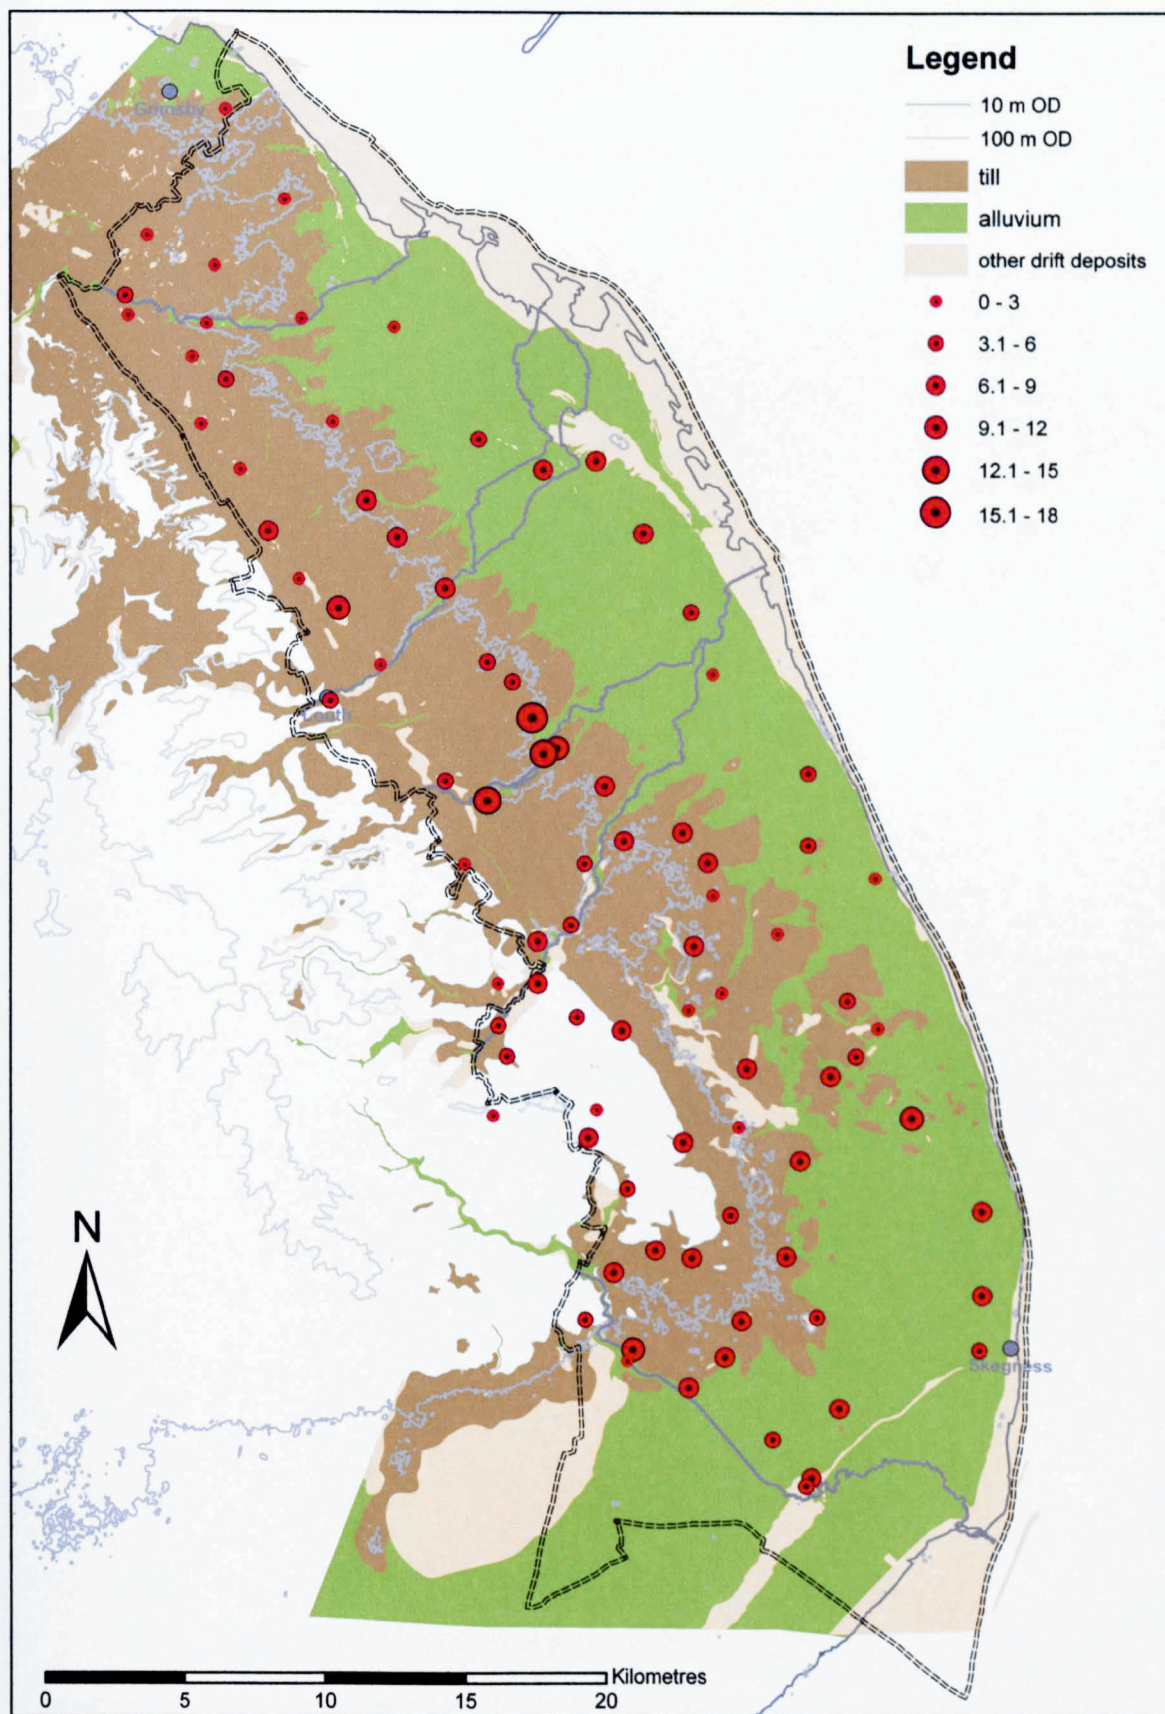 Legend
10 m OD
100 m OD
till
alluvium
other drift deposits
0 - 3
3.1 - 6
6.1 - 9
9.1 - 12
12.1 - 15
15.1 - 18
Grimsby
Louth
N
Skegness
Kilometres
0 5 10 15 20